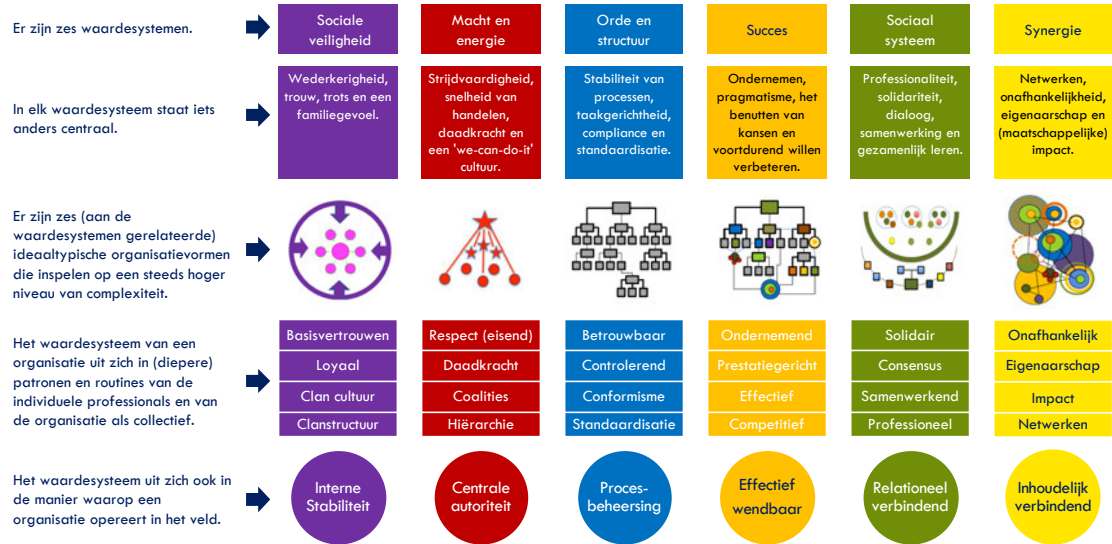 Er zijn zes waardesystemen.
Sociale
veiligheid
Macht en
energie
Orde en
structuur
Succes
Sociaal
systeem
Synergie
In elk waardesysteem staat iets
anders centraal.
Wederkerigheid,
trouw, trots en een
familiegevoel.
Strijdvaardigheid,
snelheid van
handelen,
daadkracht en
een 'we-can-do-it'
cultuur.
Stabiliteit van
processen,
taakgerichtheid,
compliance en
standaardisatie.
Ondernemen,
pragmatisme, het
benutten van
kansen en
voortdurend willen
verbeteren.
Professionaliteit,
solidariteit,
dialoog,
samenwerking en
gezamenlijk leren.
Netwerken,
onafhankelijkheid,
eigenaarschap en
(maatschappelijke)
impact.
Er zijn zes (aan de
waardesystemen gerelateerde)
ideaaltypische organisatievormen
die inspelen op een steeds hoger
niveau van complexiteit.
Het waardesysteem van een
organisatie uit zich in (diepere)
patronen en routines van de
individuele professionals en van
de organisatie als collectief.
Basisvertrouwen
Respect (eisend)
Betrouwbaar
Ondernemend
Solidair
Onafhankelijk
Loyaal
Daadkracht
Controlerend
Prestatiegericht
Consensus
Eigenaarschap
Clan cultuur
Coalities
Conformisme
Effectief
Samenwerkend
Impact
Clanstructuur
Hiërarchie
Standaardisatie
Competitief
Professioneel
Netwerken
Het waardesysteem uit zich ook in
de manier waarop een
organisatie opereert in het veld.
Interne
Stabiliteit
Centrale
autoriteit
Proces-
beheersing
Effectief
wendbaar
Relationeel
verbindend
Inhoudelijk
verbindend